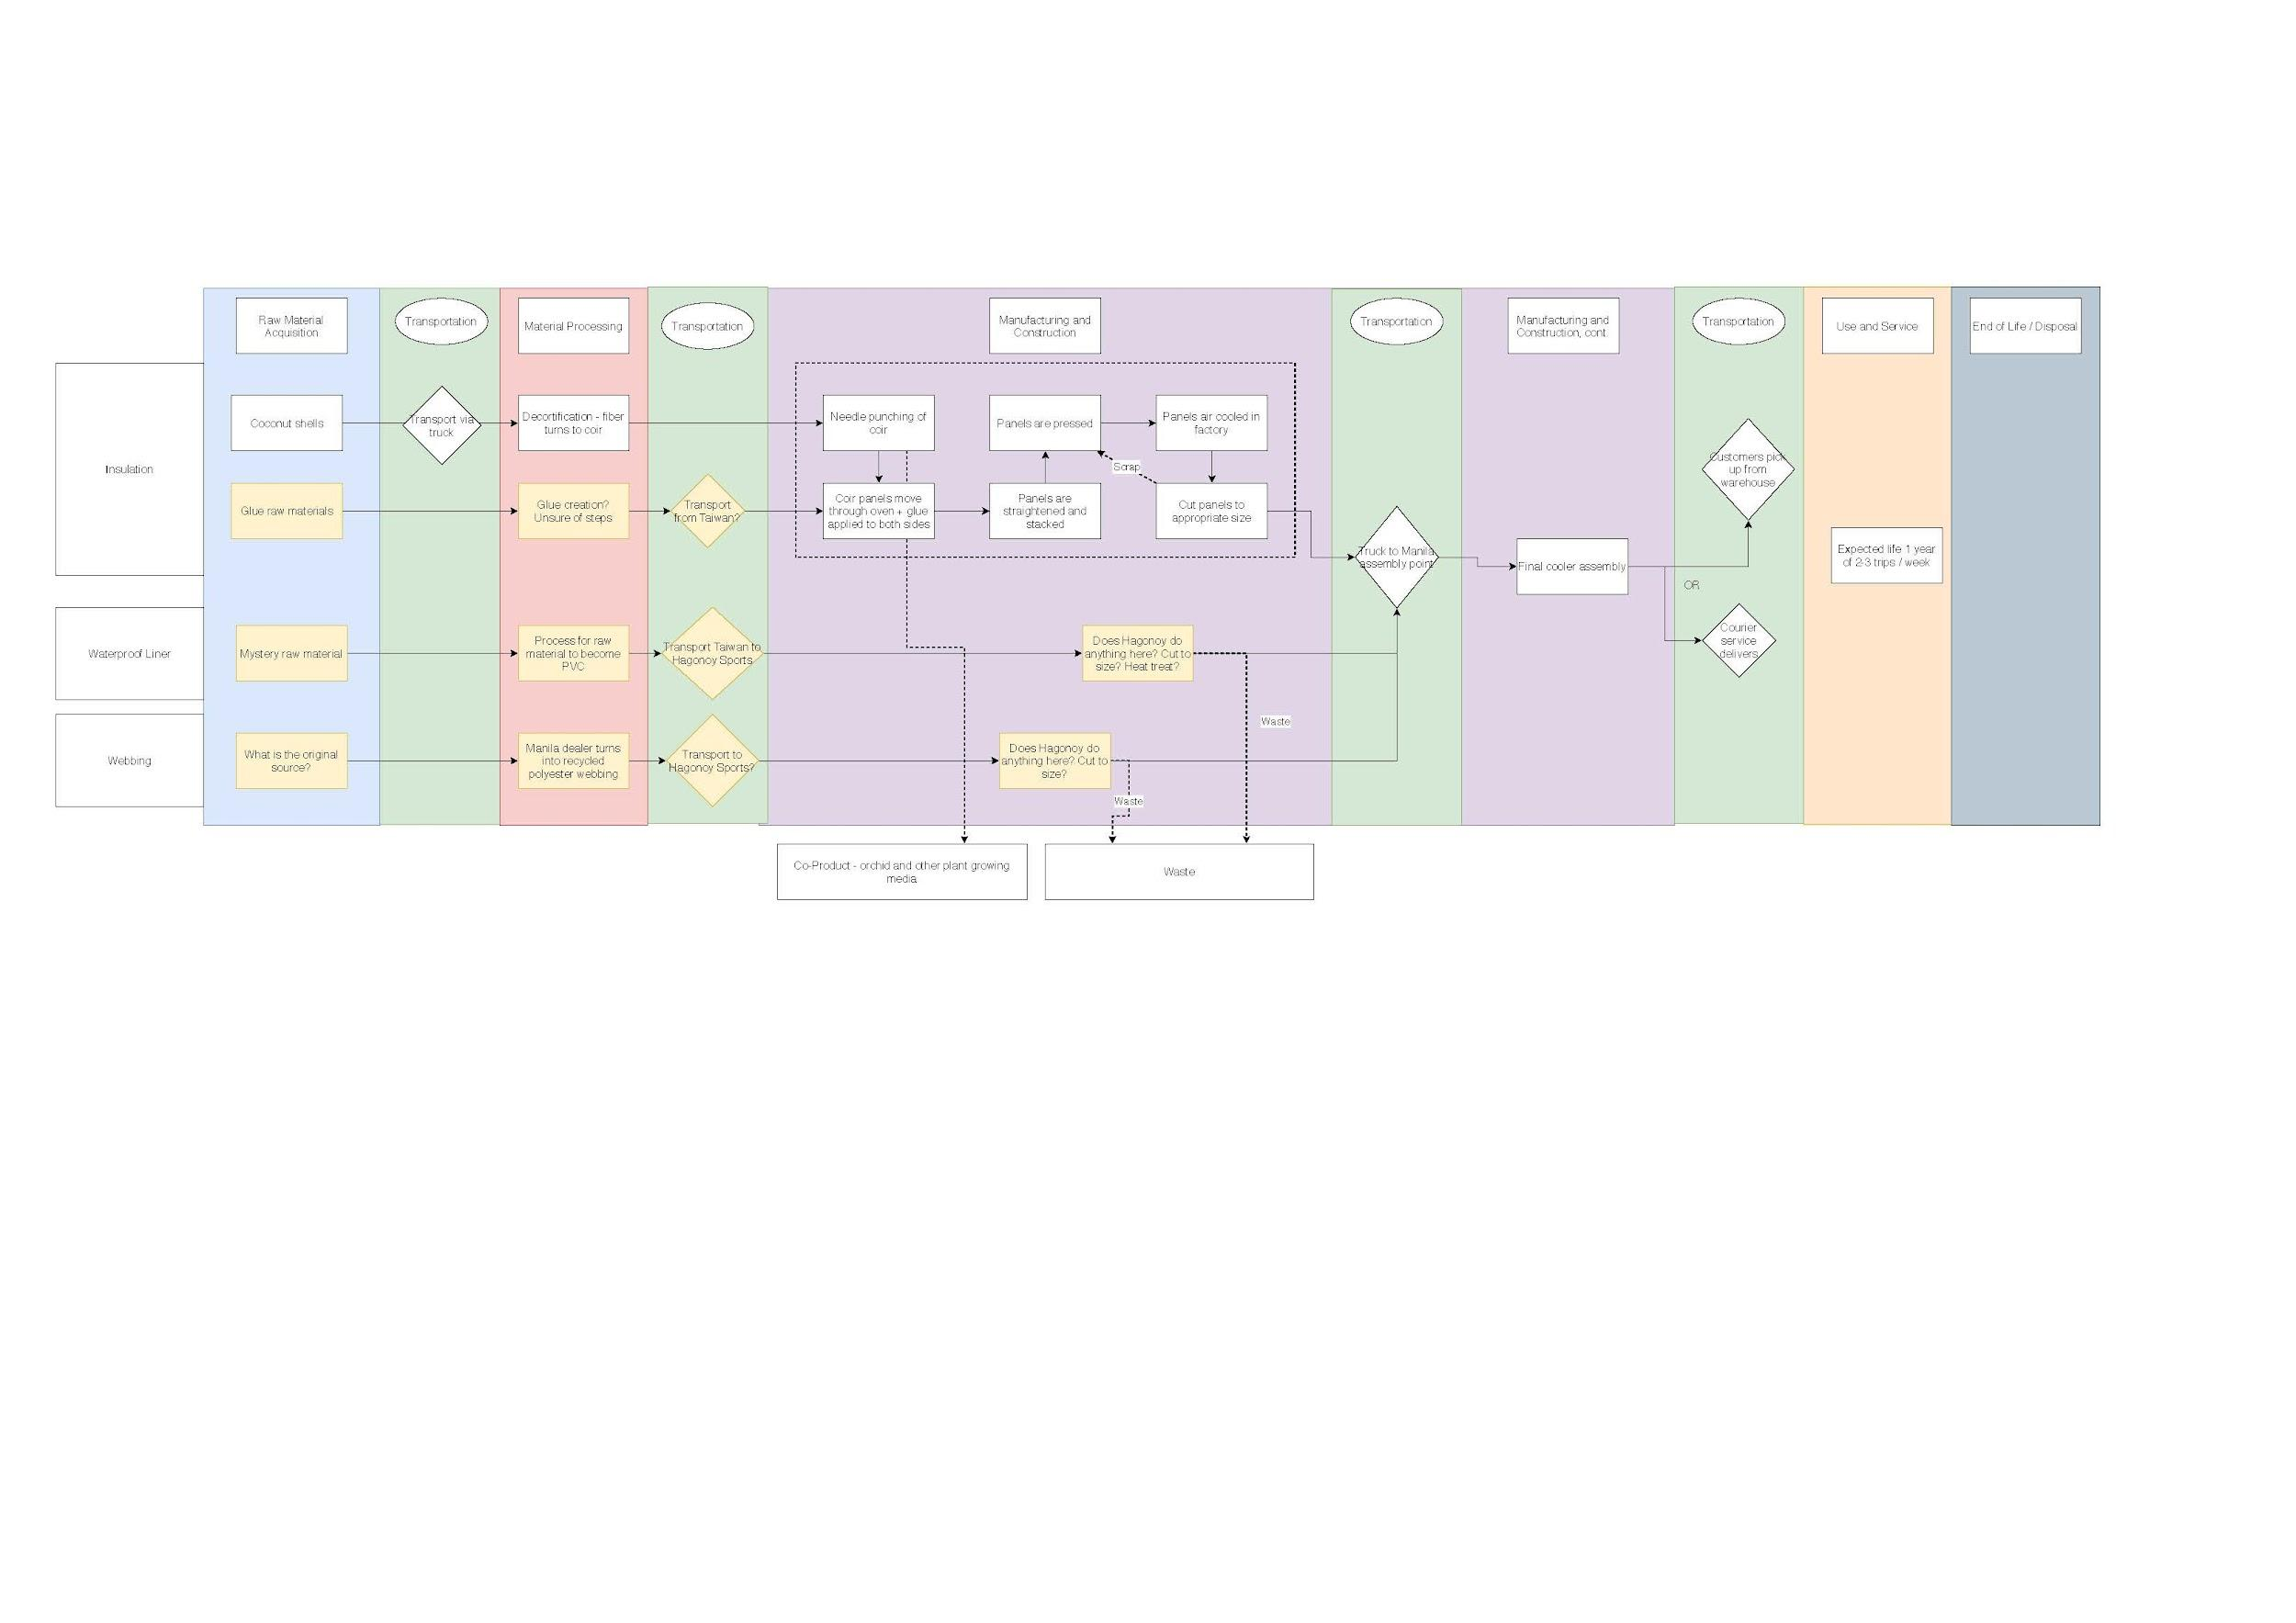 Raw Material
Acquisition
Transportation
Material Processing
Transportation
Manufacturing and
Construction
Transportation
Manufacturing and
Construction, cont.
Transportation
Use and Service
End of Life / Disposal
Insulation
Coconut shells
Transport via
truck
Decortification - fiber
turns to coir
Needle punching of
coir
Panels are pressed
Panels air cooled in
factory
Scrap
Glue raw materials
Glue creation?
Unsure of steps
Transport
from Taiwan?
Coir panels move
through oven + glue
applied to both sides
Panels are
straightened and
stacked
Cut panels to
appropriate size
Truck to Manila
assembly point
Final cooler assembly
OR
Customers pick
up from
warehouse
Courier
service
delivers
Expected life 1 year
of 2-3 trips / week
Waterproof Liner
Mystery raw material
Process for raw
material to become
PVC
Transport Taiwan to
Hagonoy Sports
Does Hagonoy do
anything here? Cut to
size? Heat treat?
Waste
Webbing
What is the original
source?
Manila dealer turns
into recycled
polyester webbing
Transport to
Hagonoy Sports?
Does Hagonoy do
anything here? Cut to
size?
Waste
Co-Product - orchid and other plant growing
media
Waste